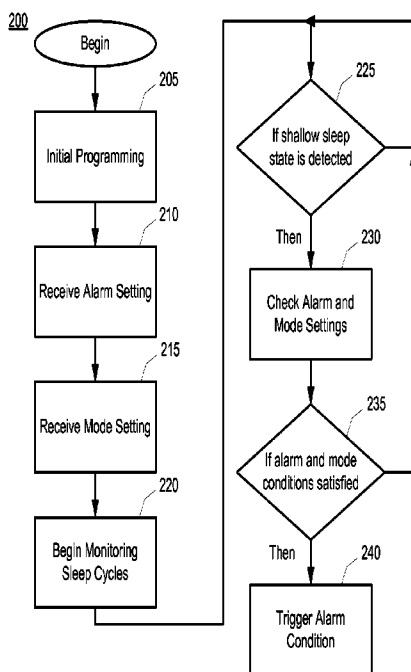 200
Begin
205
Initial Programming
210
Receive Alarm Setting
215
Receive Mode Setting
220
Begin Monitoring
Sleep Cycles
225
If shallow sleep
state is detected
Then
230
Check Alarm and
Mode Settings
235
If alarm and mode
conditions satisfied
Then
240
Trigger Alarm
Condition